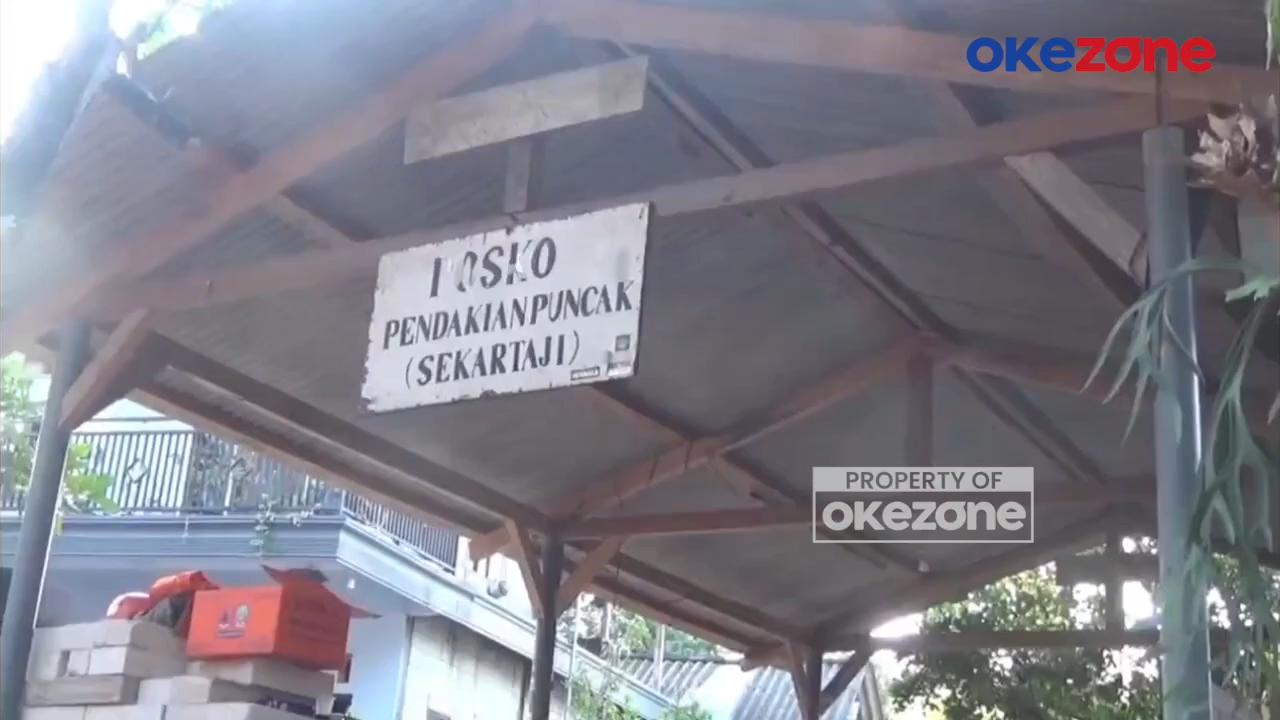 okezone
POSKO
PENDAKIAN PUNCAK
(SEKARTAJI)
PROPERTY OF
okezone